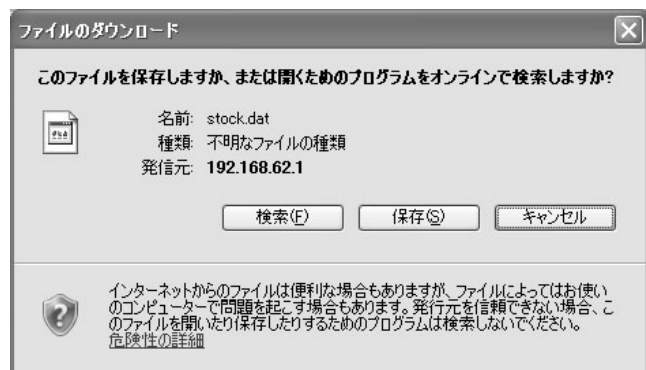 ファイルのダウンロード
このファイルを保存しますか、または開くためのプログラムをオンラインで検索しますか?
名前: stock.dat
種類: 不明なファイルの種類
発信元: 192.168.62.1
検索(F) 保存(S) キャンセル
インターネットからのファイルは便利な場合もありますが、ファイルによってはお使い
のコンピューターで問題を起こす場合もあります。発行元を信頼できない場合、こ
のファイルを開いたり保存したりするためのプログラムは検索しないでください。
危険性の詳細